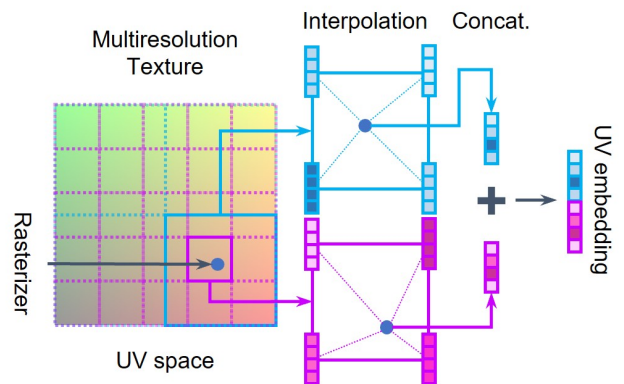 Interpolation
Concat.
Multiresolution
Texture
Rasterizer
UV embedding
UV space